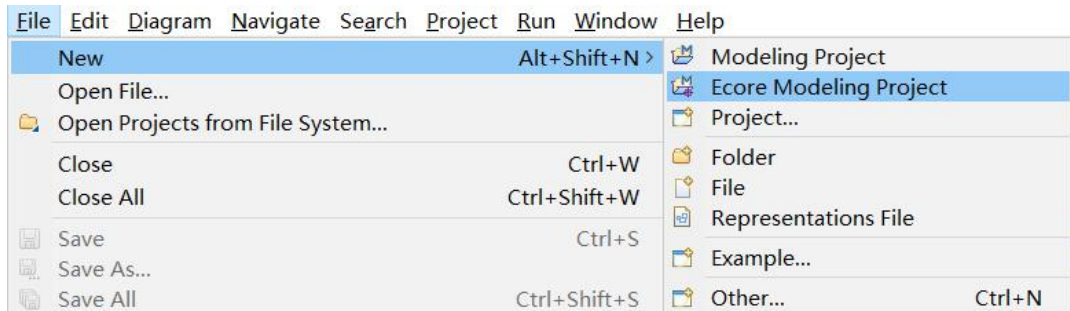 File Edit Diagram Navigate Search Project Run Window Help
New Alt+Shift+N >
Open File...
Open Projects from File System...
Close Ctrl+W
Close All Ctrl+Shift+W
Save Ctrl+S
Save As...
Save All Ctrl+Shift+S
Modeling Project
Ecore Modeling Project
Project...
Folder
File
Representations File
Example...
Other... Ctrl+N